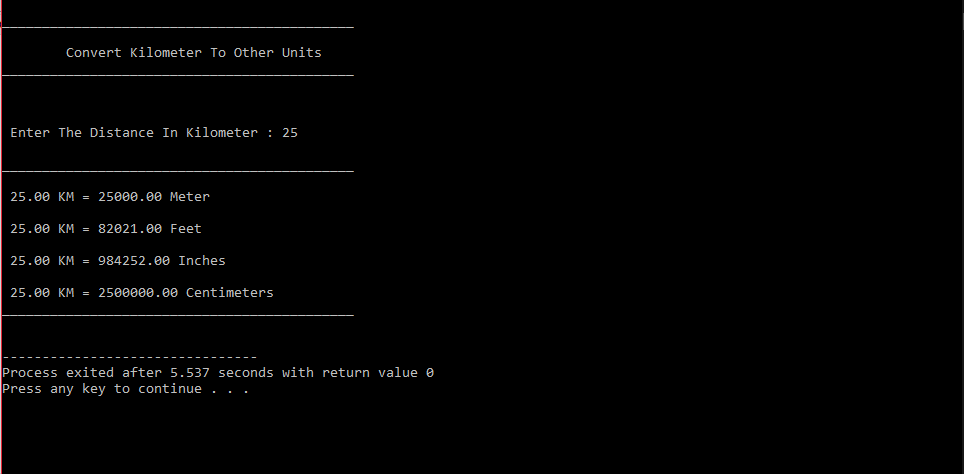 Convert Kilometer To Other Units
Enter The Distance In Kilometer : 25
25.00 KM = 25000.00 Meter
25.00 KM = 82021.00 Feet
25.00 KM = 984252.00 Inches
25.00 KM = 2500000.00 Centimeters
--------------------------------
Process exited after 5.537 seconds with return value 0
Press any key to continue . . .